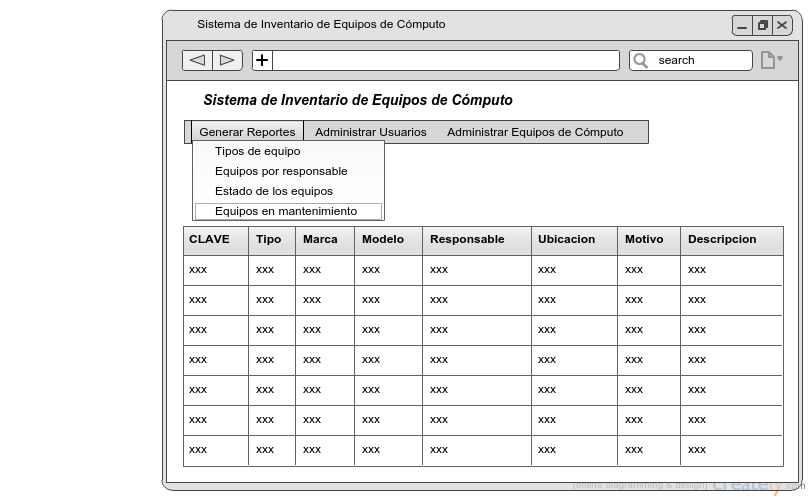 Sistema de Inventario de Equipos de Cómputo
search
Sistema de Inventario de Equipos de Cómputo
Generar Reportes Administrar Usuarios Administrar Equipos de Cómputo
Tipos de equipo
Equipos por responsable
Estado de los equipos
Equipos en mantenimiento
CLAVE Tipo Marca Modelo Responsable Ubicacion Motivo Descripcion
xxx xxx xxx xxx xxx xxx xxx xxx
xxx xxx xxx xxx xxx xxx xxx xxx
xxx xxx xxx xxx xxx xxx xxx xxx
xxx xxx xxx xxx xxx xxx xxx xxx
xxx xxx xxx xxx xxx xxx xxx xxx
xxx xxx xxx xxx xxx xxx xxx xxx
xxx xxx xxx xxx xxx xxx xxx xxx
[online diagramming & design] creately.com